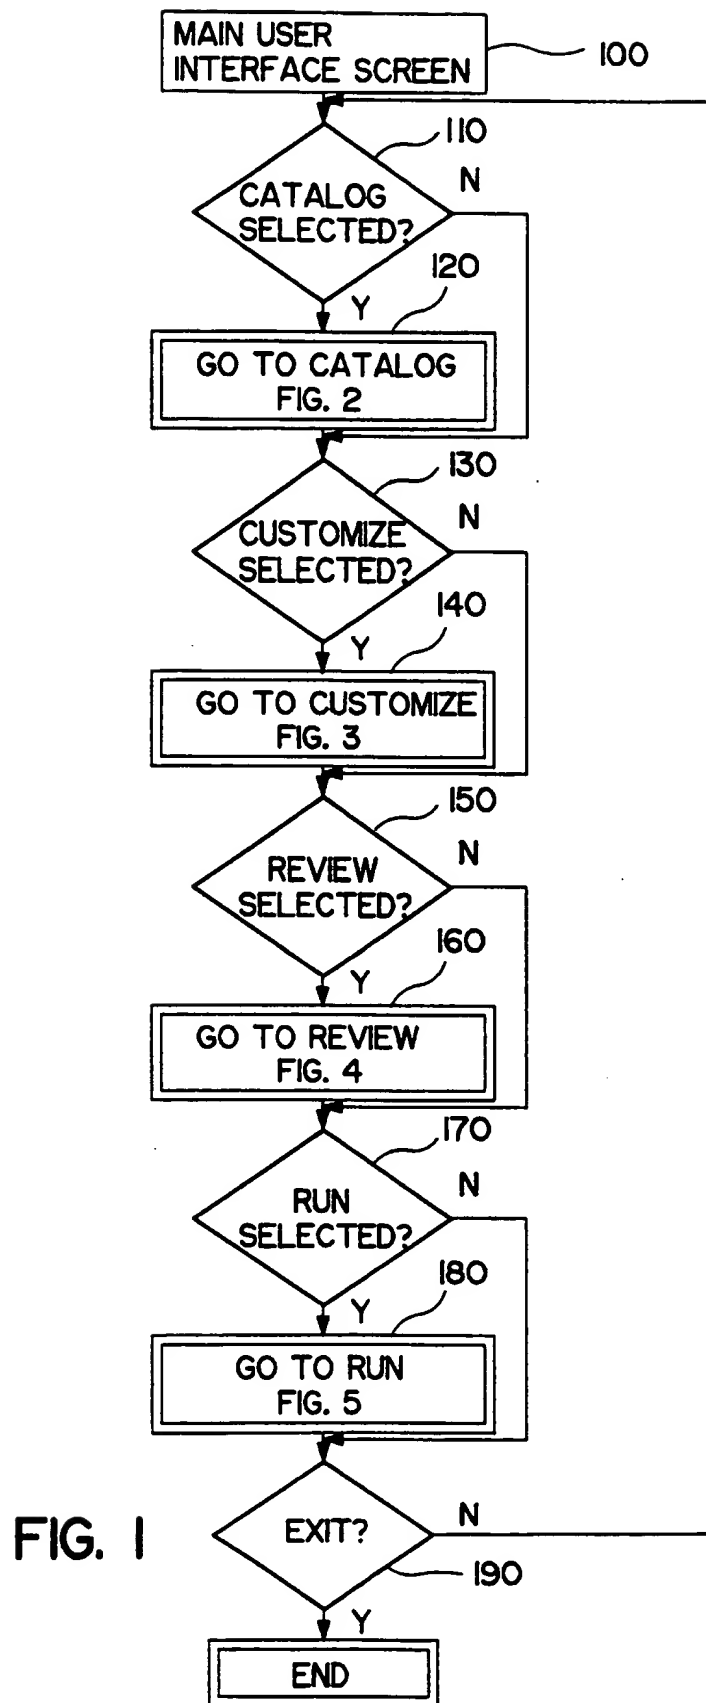 MAIN USER
INTERFACE SCREEN
100
110
CATALOG
SELECTED?
N
Y
120
GO TO CATALOG
FIG. 2
130
CUSTOMIZE
SELECTED?
N
Y
140
GO TO CUSTOMIZE
FIG. 3
150
REVIEW
SELECTED?
N
Y
160
GO TO REVIEW
FIG. 4
170
RUN
SELECTED?
N
Y
180
GO TO RUN
FIG. 5
EXIT?
N
190
Y
END
FIG. 1